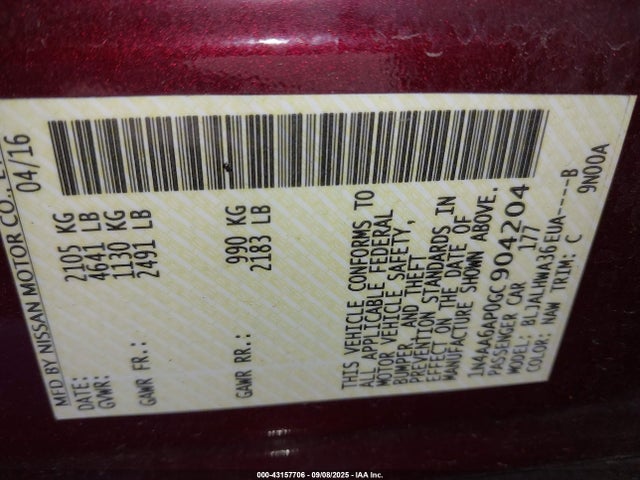 MFD BY NISSAN MOTOR CO.,
DATE: 04/16
GVWR: 2105 KG
4641 LB
GAWR FR.: 1130 KG
2491 LB
GAWR RR.: 990 KG
2183 LB
THIS VEHICLE CONFORMS TO
ALL APPLICABLE FEDERAL
MOTOR VEHICLE SAFETY,
BUMPER AND THEFT
PREVENTION STANDARDS IN
EFFECT ON THE DATE OF
MANUFACTURE SHOWN ABOVE.
1N4AA6AP0GC904204
PASSENGER CAR 177
MODEL: BLJALHWA36EUA----B
COLOR: NAW TRIM: C 9N00A
000-43157706 - 09/08/2025 - IAA Inc.